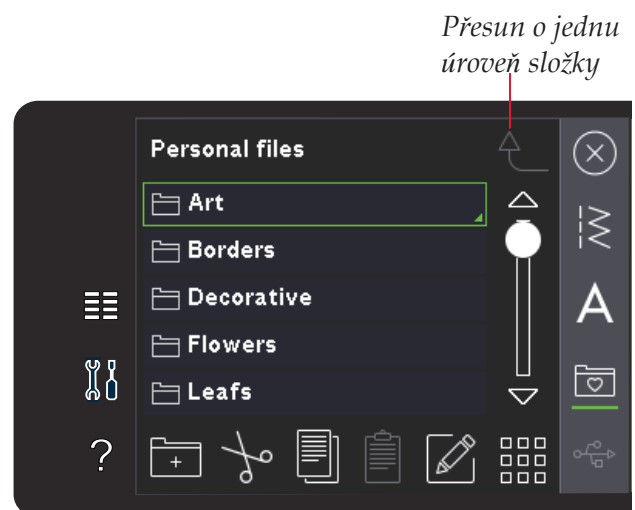 Přesun o jednu
úroveň složky
Personal files
Art
Borders
Decorative
Flowers
Leafs
A
?